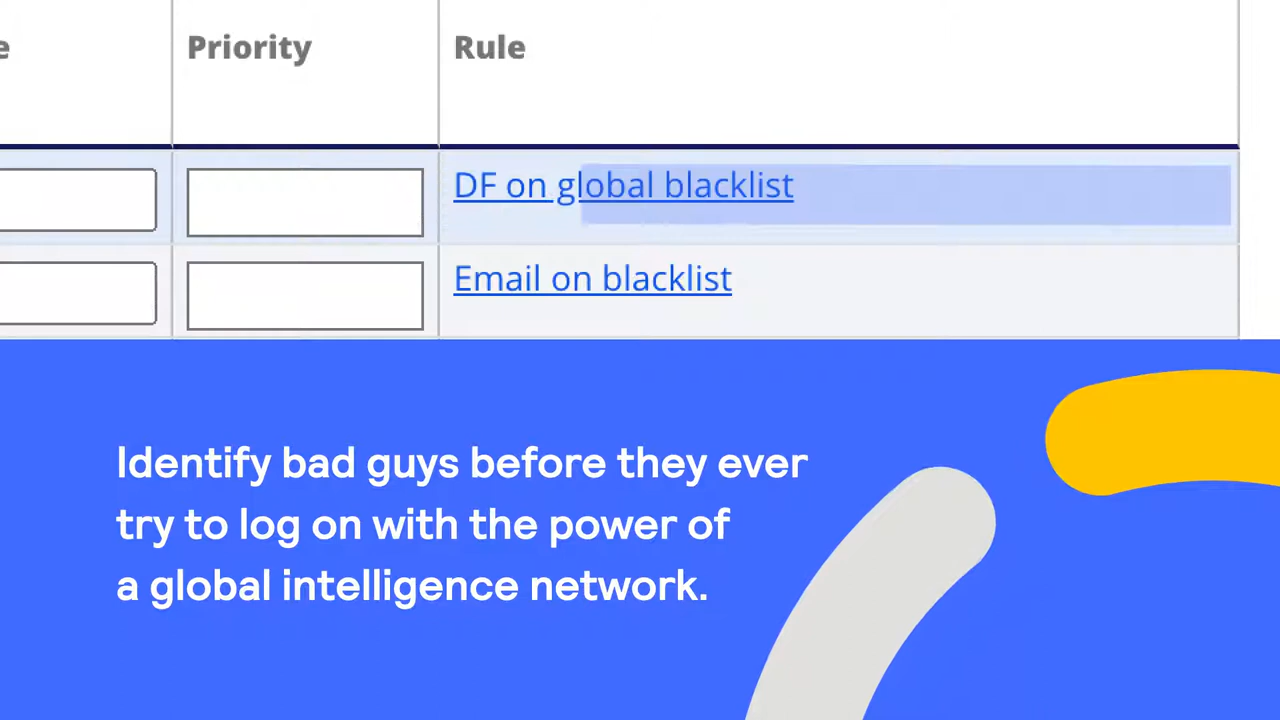 e Priority Rule
DF on global blacklist
Email on blacklist
Identify bad guys before they ever
try to log on with the power of
a global intelligence network.